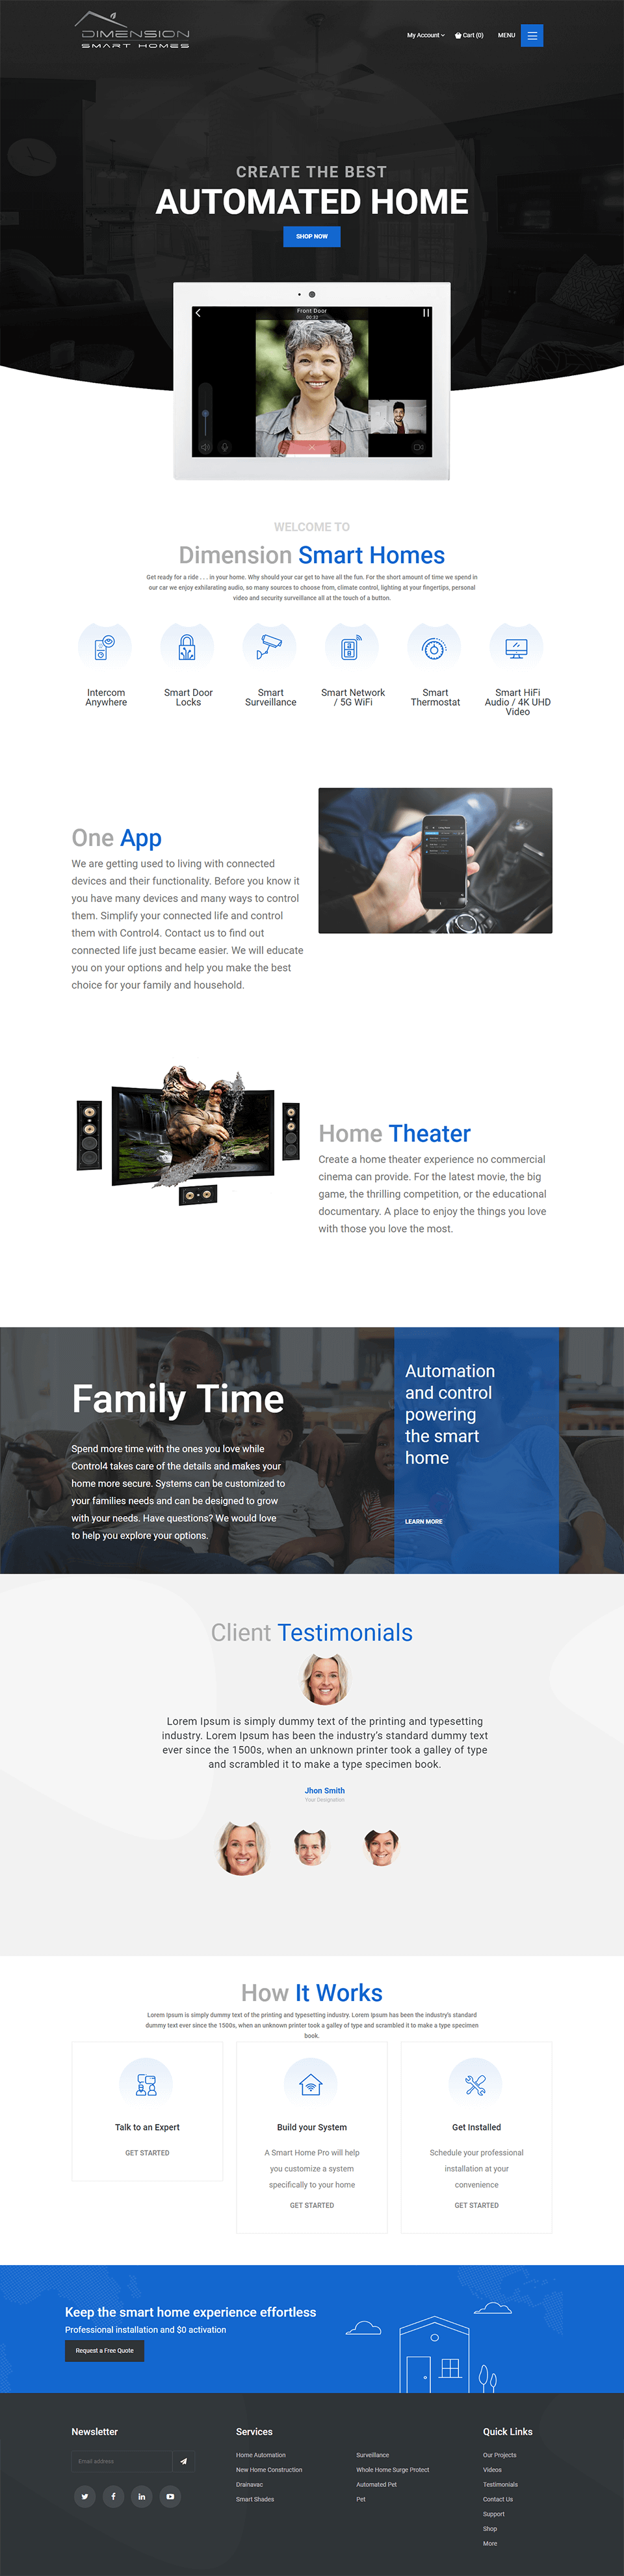 DIMENSION
SMART HOMES
My Account
Cart (0)
MENU
CREATE THE BEST
AUTOMATED HOME
SHOP NOW
Front Door
00:32
WELCOME TO
Dimension Smart Homes
Get ready for a ride . . . in your home. Why should your car get to have all the fun. For the short amount of time we spend in
our car we enjoy exhilarating audio, so many sources to choose from, climate control, lighting at your fingertips, personal
video and security surveillance all at the touch of a button.
Intercom
Anywhere
Smart Door
Locks
Smart
Surveillance
Smart Network
/ 5G WiFi
Smart
Thermostat
Smart HiFi
Audio / 4K UHD
Video
One App
We are getting used to living with connected
devices and their functionality. Before you know it
you have many devices and many ways to control
them. Simplify your connected life and control
them with Control4. Contact us to find out
connected life just became easier. We will educate
you on your options and help you make the best
choice for your family and household.
Home Theater
Create a home theater experience no commercial
cinema can provide. For the latest movie, the big
game, the thrilling competition, or the educational
documentary. A place to enjoy the things you love
with those you love the most.
Family Time
Spend more time with the ones you love while
Control4 takes care of the details and makes your
home more secure. Systems can be customized to
your families needs and can be designed to grow
with your needs. Have questions? We would love
to help you explore your options.
Automation
and control
powering
the smart
home
LEARN MORE
Client Testimonials
Lorem Ipsum is simply dummy text of the printing and typesetting
industry. Lorem Ipsum has been the industry's standard dummy text
ever since the 1500s, when an unknown printer took a galley of type
and scrambled it to make a type specimen book.
Jhon Smith
Your Designation
How It Works
Lorem Ipsum is simply dummy text of the printing and typesetting industry. Lorem Ipsum has been the industry's standard
dummy text ever since the 1500s, when an unknown printer took a galley of type and scrambled it to make a type specimen
book.
Talk to an Expert
GET STARTED
Build your System
A Smart Home Pro will help
you customize a system
specifically to your home
GET STARTED
Get Installed
Schedule your professional
installation at your
convenience
GET STARTED
Keep the smart home experience effortless
Professional installation and $0 activation
Request a Free Quote
Newsletter
Email address
Services
Home Automation
New Home Construction
Drainavac
Smart Shades
Surveillance
Whole Home Surge Protect
Automated Pet
Pet
Quick Links
Our Projects
Videos
Testimonials
Contact Us
Support
Shop
More